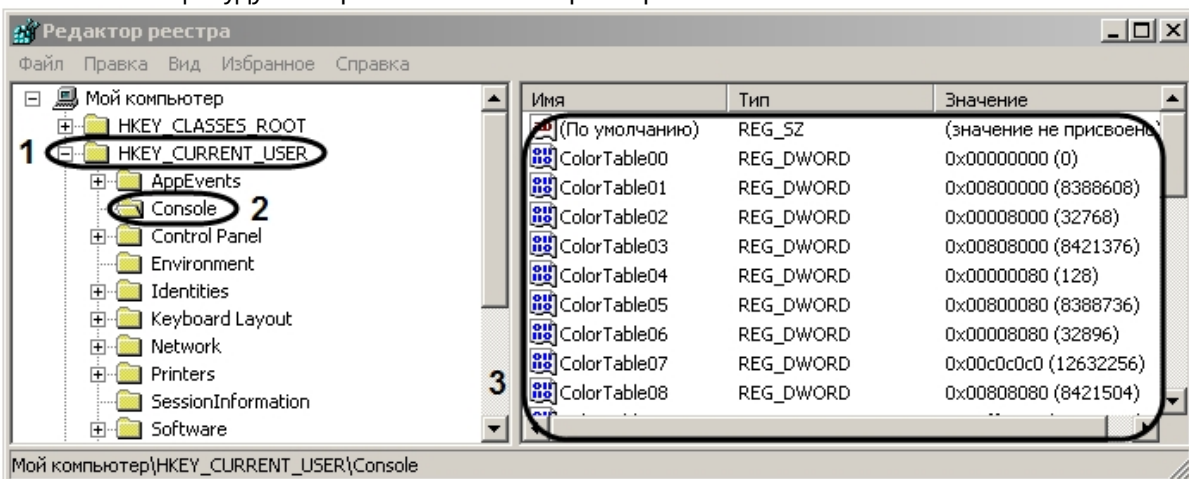 Редактор реестра
Файл Правка Вид Избранное Справка
Мой компьютер
HKEY_CLASSES_ROOT
1 HKEY_CURRENT_USER
AppEvents
Console 2
Control Panel
Environment
Identities
Keyboard Layout
Network
Printers
SessionInformation
Software
3
Имя Тип Значение
(По умолчанию) REG_SZ (значение не присвоено)
ColorTable00 REG_DWORD 0x00000000 (0)
ColorTable01 REG_DWORD 0x00800000 (8388608)
ColorTable02 REG_DWORD 0x00008000 (32768)
ColorTable03 REG_DWORD 0x00808000 (8421376)
ColorTable04 REG_DWORD 0x00000080 (128)
ColorTable05 REG_DWORD 0x00800080 (8388736)
ColorTable06 REG_DWORD 0x00008080 (32896)
ColorTable07 REG_DWORD 0x00c0c0c0 (12632256)
ColorTable08 REG_DWORD 0x00808080 (8421504)
Мой компьютер\HKEY_CURRENT_USER\Console